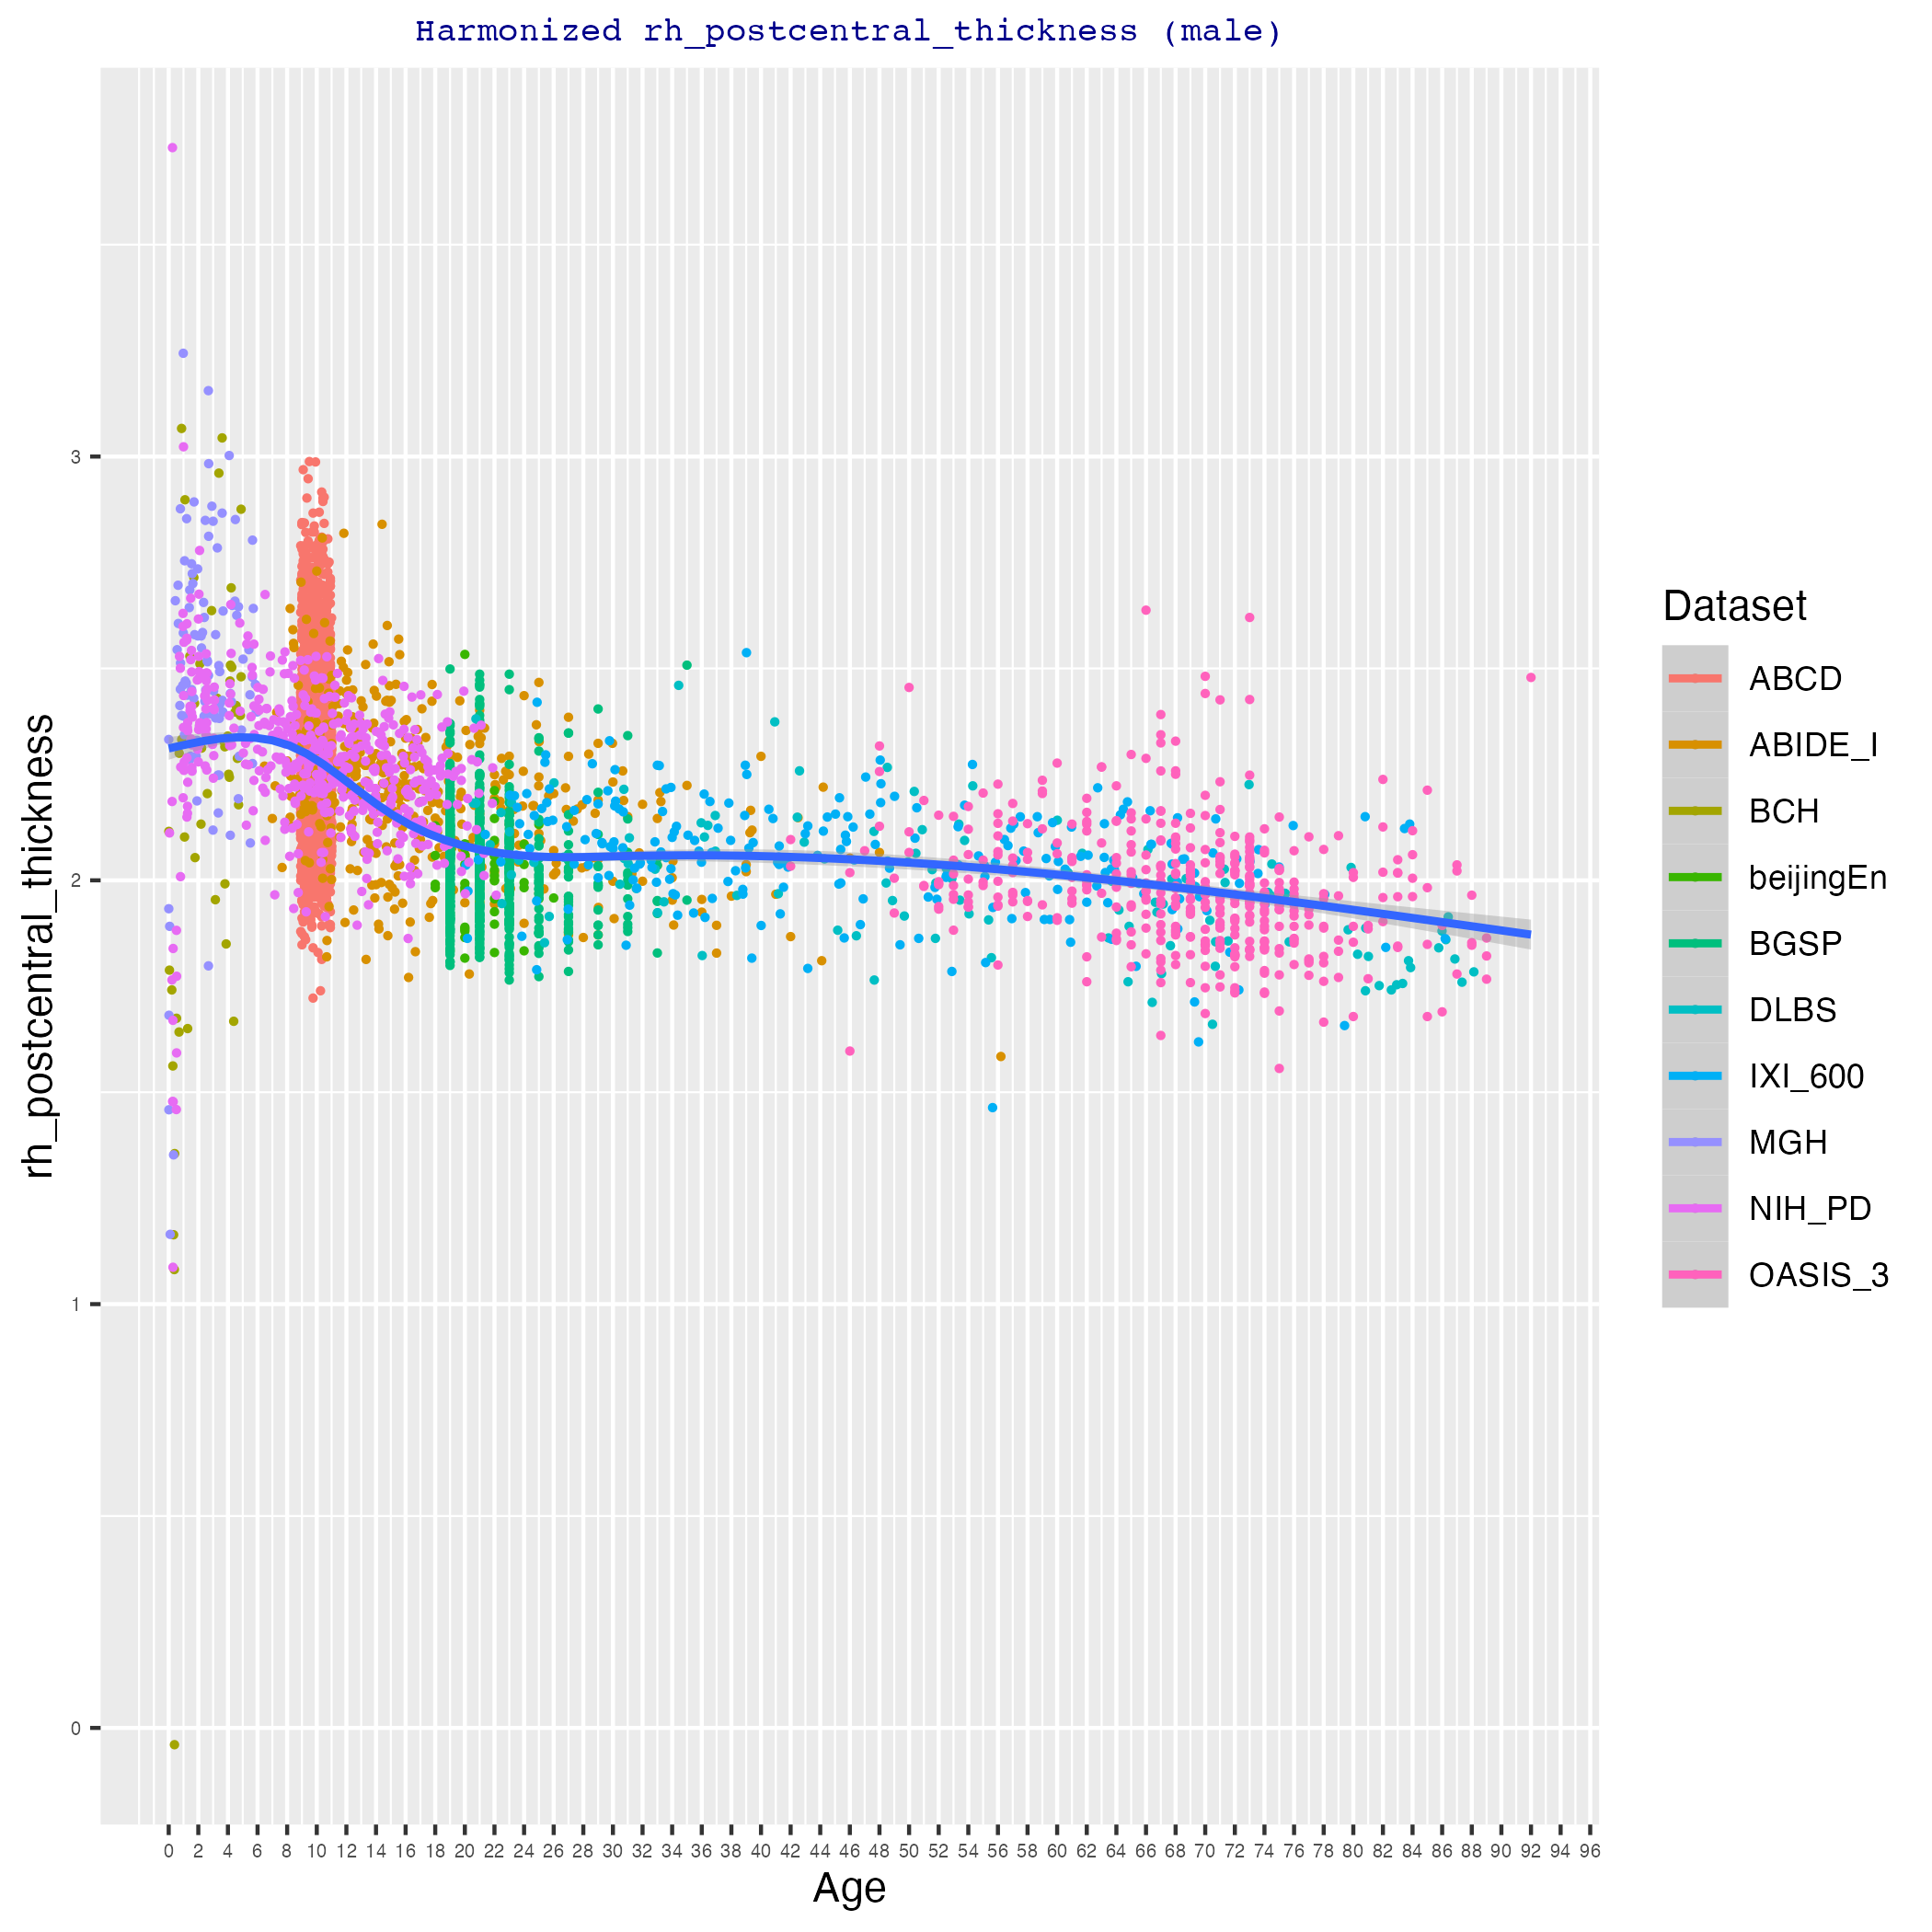 Harmonized rh_postcentral_thickness (male)
rh_postcentral_thickness
3
2
1
0
0 2 4 6 8 10 12 14 16 18 20 22 24 26 28 30 32 34 36 38 40 42 44 46 48 50 52 54 56 58 60 62 64 66 68 70 72 74 76 78 80 82 84 86 88 90 92 94 96
Age
Dataset
ABCD
ABIDE_I
BCH
beijingEn
BGSP
DLBS
IXI_600
MGH
NIH_PD
OASIS_3